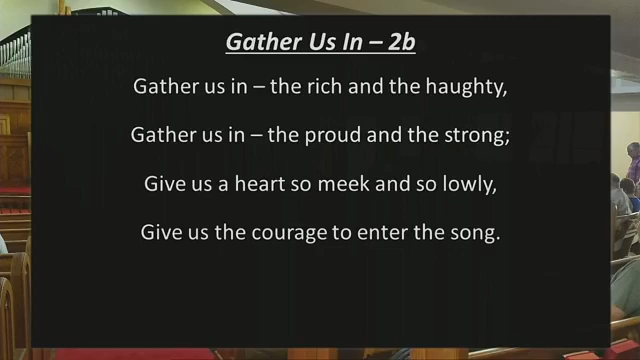 Gather Us In – 2b
Gather us in – the rich and the haughty,
Gather us in – the proud and the strong;
Give us a heart so meek and so lowly,
Give us the courage to enter the song.